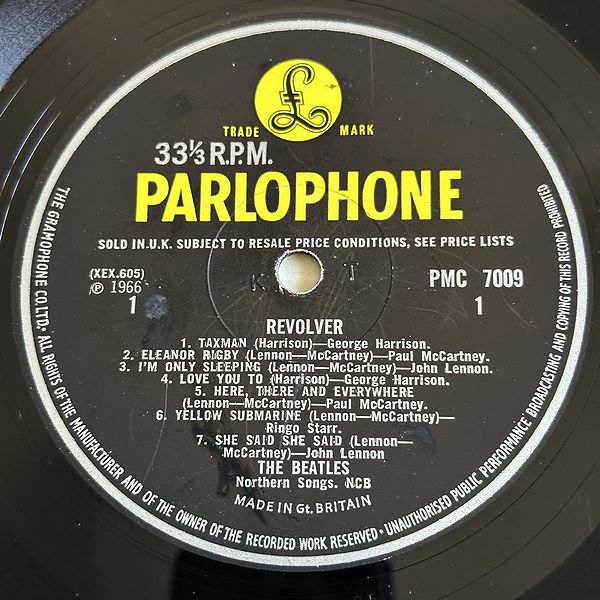 £
TRADE MARK
33⅓ R.P.M.
PARLOPHONE
SOLD IN U.K. SUBJECT TO RESALE PRICE CONDITIONS, SEE PRICE LISTS
(XEX.605)
Ⓟ 1966
1
K T
PMC 7009
1
REVOLVER
1. TAXMAN (Harrison)—George Harrison.
2. ELEANOR RIGBY (Lennon—McCartney)—Paul McCartney.
3. I'M ONLY SLEEPING (Lennon—McCartney)—John Lennon.
4. LOVE YOU TO (Harrison)—George Harrison.
5. HERE, THERE AND EVERYWHERE
(Lennon—McCartney)—Paul McCartney.
6. YELLOW SUBMARINE (Lennon—McCartney)—
Ringo Starr.
7. SHE SAID SHE SAID (Lennon—
McCartney)—John Lennon
THE BEATLES
Northern Songs. NCB
MADE IN Gt. BRITAIN
THE GRAMOPHONE CO. LTD. • ALL RIGHTS OF THE MANUFACTURER AND OF THE OWNER OF THE RECORDED WORK RESERVED • UNAUTHORISED PUBLIC PERFORMANCE BROADCASTING AND COPYING OF THIS RECORD PROHIBITED